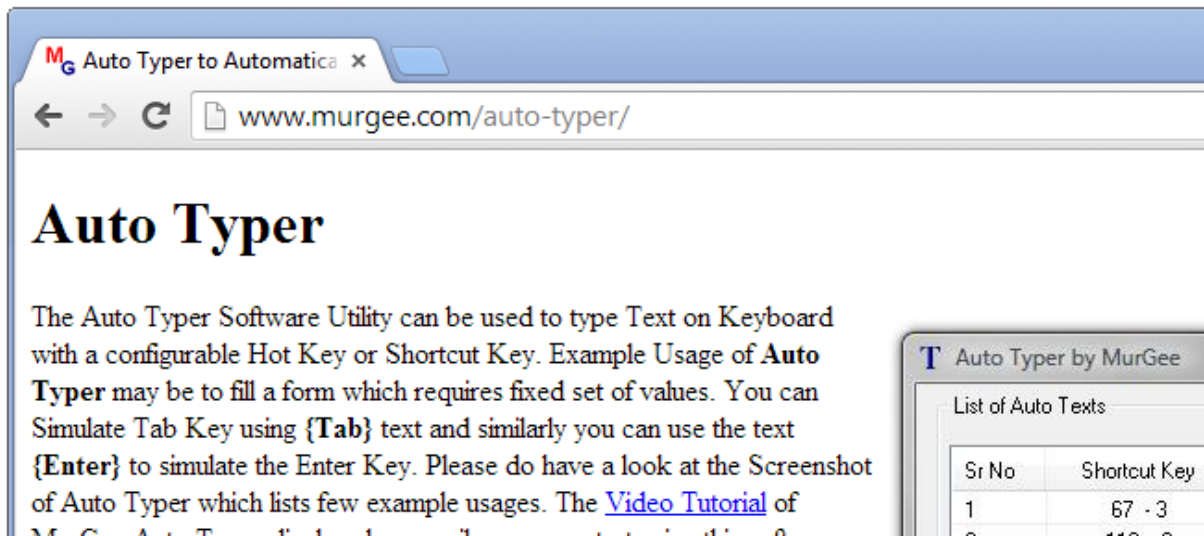 MG Auto Typer to Automatica
www.murgee.com/auto-typer/
Auto Typer
The Auto Typer Software Utility can be used to type Text on Keyboard
with a configurable Hot Key or Shortcut Key. Example Usage of Auto
Typer may be to fill a form which requires fixed set of values. You can
Simulate Tab Key using {Tab} text and similarly you can use the text
{Enter} to simulate the Enter Key. Please do have a look at the Screenshot
of Auto Typer which lists few example usages. The Video Tutorial of
T Auto Typer by MurGee
List of Auto Texts
Sr No Shortcut Key
1 67 - 3